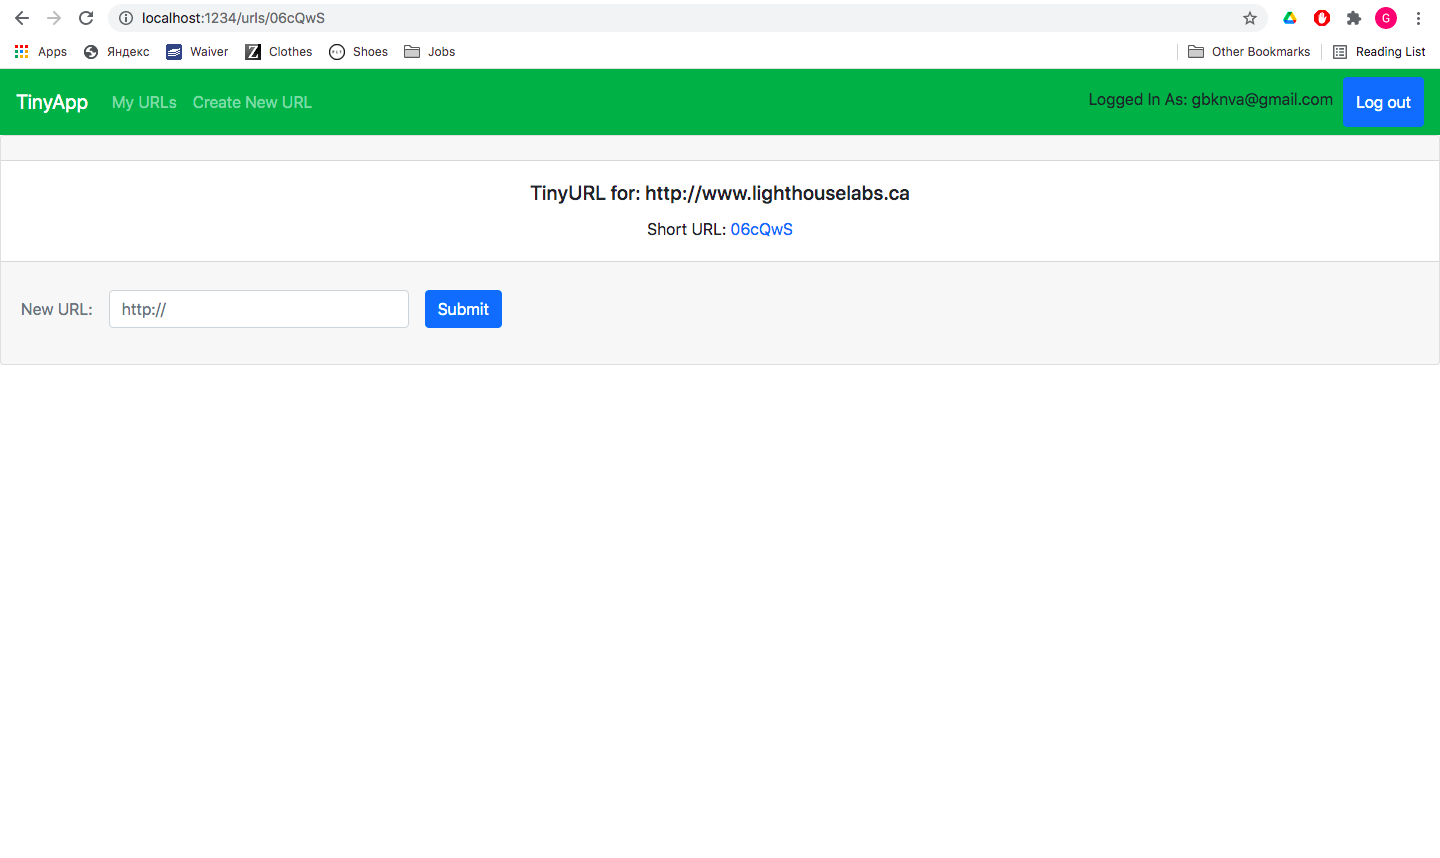 localhost:1234/urls/06cQwS
G
Apps Яндекс Waiver Z Clothes Shoes Jobs Other Bookmarks Reading List
TinyApp My URLs Create New URL Logged In As: gbknva@gmail.com Log out
TinyURL for: http://www.lighthouselabs.ca
Short URL: 06cQwS
New URL: http:// Submit